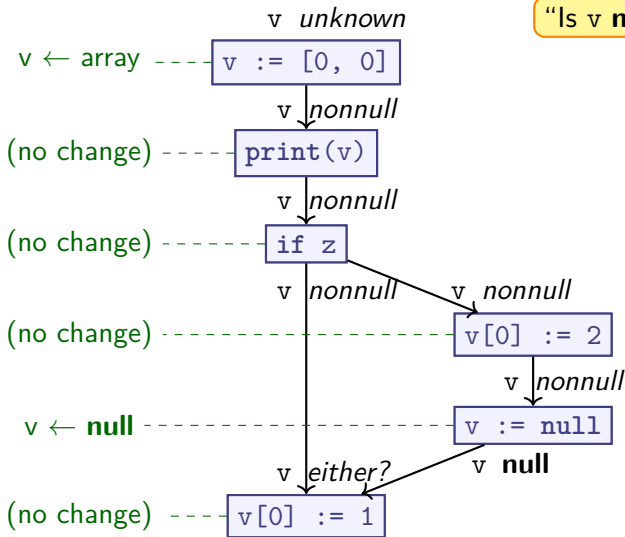 v unknown
“Is v n
v ← array
v := [0, 0]
v nonnull
(no change)
print(v)
v nonnull
(no change)
if z
v nonnull
v nonnull
(no change)
v[0] := 2
v nonnull
v ← null
v := null
v either?
v null
(no change)
v[0] := 1